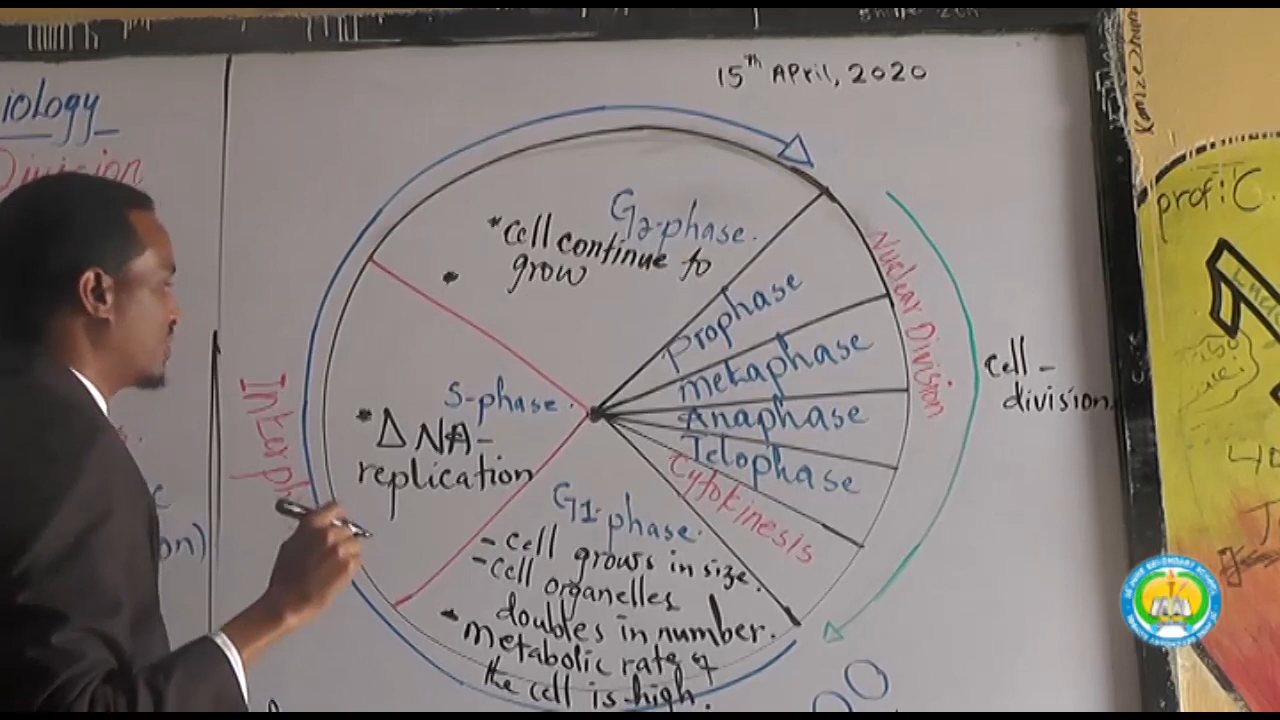 15th April, 2020
iology
Division
G2-phase.
*Cell continue to
grow
Prophase
Metaphase
Anaphase
Telophase
Cytokinesis
Nuclear Division
Cell-
division.
S-phase.
*DNA-
replication
Interph
G1-phase.
- Cell grows in size.
- Cell organelles
doubles in number.
- Metabolic rate of
the cell is high.
on)
prof: C.